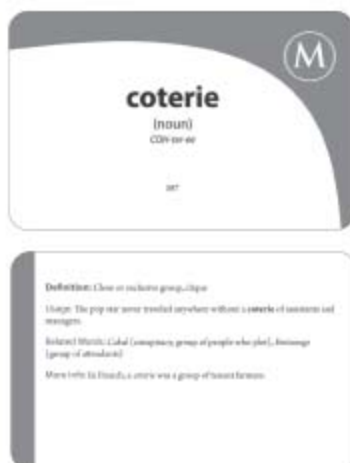 M
coterie
(noun)
COH-ter-ee
Definition: Close or exclusive group, clique
Usage: The pop star never traveled anywhere without a coterie of assistants and
managers.
Related Words: Cabal (conspiracy, group of people who plot), Entourage
(group of attendants)
More Info: In French, a coterie was a group of tenant farmers